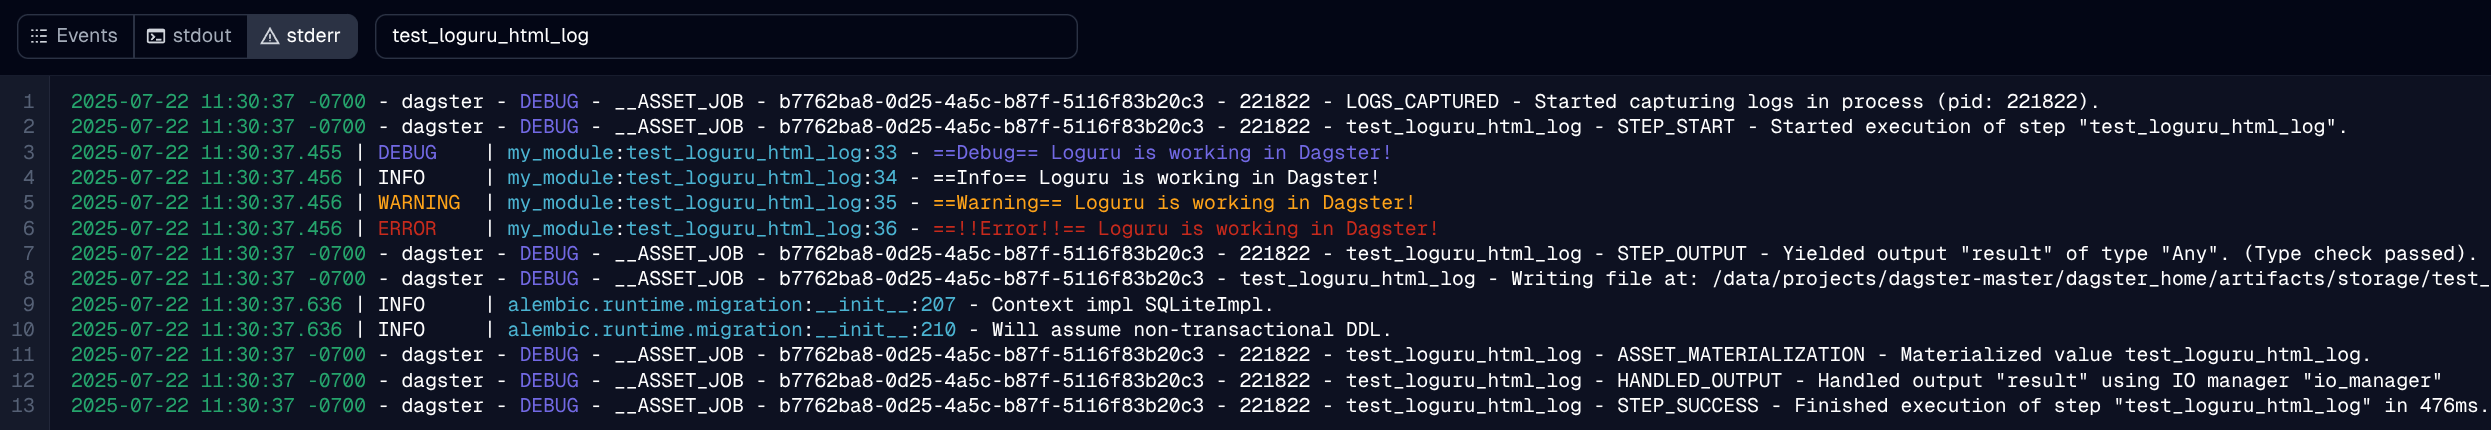 Events stdout stderr test_loguru_html_log
1 2025-07-22 11:30:37 -0700 - dagster - DEBUG - __ASSET_JOB - b7762ba8-0d25-4a5c-b87f-5116f83b20c3 - 221822 - LOGS_CAPTURED - Started capturing logs in process (pid: 221822).
2 2025-07-22 11:30:37 -0700 - dagster - DEBUG - __ASSET_JOB - b7762ba8-0d25-4a5c-b87f-5116f83b20c3 - 221822 - test_loguru_html_log - STEP_START - Started execution of step "test_loguru_html_log".
3 2025-07-22 11:30:37.455 | DEBUG    | my_module:test_loguru_html_log:33 - ==Debug== Loguru is working in Dagster!
4 2025-07-22 11:30:37.456 | INFO     | my_module:test_loguru_html_log:34 - ==Info== Loguru is working in Dagster!
5 2025-07-22 11:30:37.456 | WARNING  | my_module:test_loguru_html_log:35 - ==Warning== Loguru is working in Dagster!
6 2025-07-22 11:30:37.456 | ERROR    | my_module:test_loguru_html_log:36 - ==!!Error!!== Loguru is working in Dagster!
7 2025-07-22 11:30:37 -0700 - dagster - DEBUG - __ASSET_JOB - b7762ba8-0d25-4a5c-b87f-5116f83b20c3 - 221822 - test_loguru_html_log - STEP_OUTPUT - Yielded output "result" of type "Any". (Type check passed).
8 2025-07-22 11:30:37 -0700 - dagster - DEBUG - __ASSET_JOB - b7762ba8-0d25-4a5c-b87f-5116f83b20c3 - test_loguru_html_log - Writing file at: /data/projects/dagster-master/dagster_home/artifacts/storage/test_
9 2025-07-22 11:30:37.636 | INFO     | alembic.runtime.migration:__init__:207 - Context impl SQLiteImpl.
10 2025-07-22 11:30:37.636 | INFO     | alembic.runtime.migration:__init__:210 - Will assume non-transactional DDL.
11 2025-07-22 11:30:37 -0700 - dagster - DEBUG - __ASSET_JOB - b7762ba8-0d25-4a5c-b87f-5116f83b20c3 - 221822 - test_loguru_html_log - ASSET_MATERIALIZATION - Materialized value test_loguru_html_log.
12 2025-07-22 11:30:37 -0700 - dagster - DEBUG - __ASSET_JOB - b7762ba8-0d25-4a5c-b87f-5116f83b20c3 - 221822 - test_loguru_html_log - HANDLED_OUTPUT - Handled output "result" using IO manager "io_manager"
13 2025-07-22 11:30:37 -0700 - dagster - DEBUG - __ASSET_JOB - b7762ba8-0d25-4a5c-b87f-5116f83b20c3 - 221822 - test_loguru_html_log - STEP_SUCCESS - Finished execution of step "test_loguru_html_log" in 476ms.